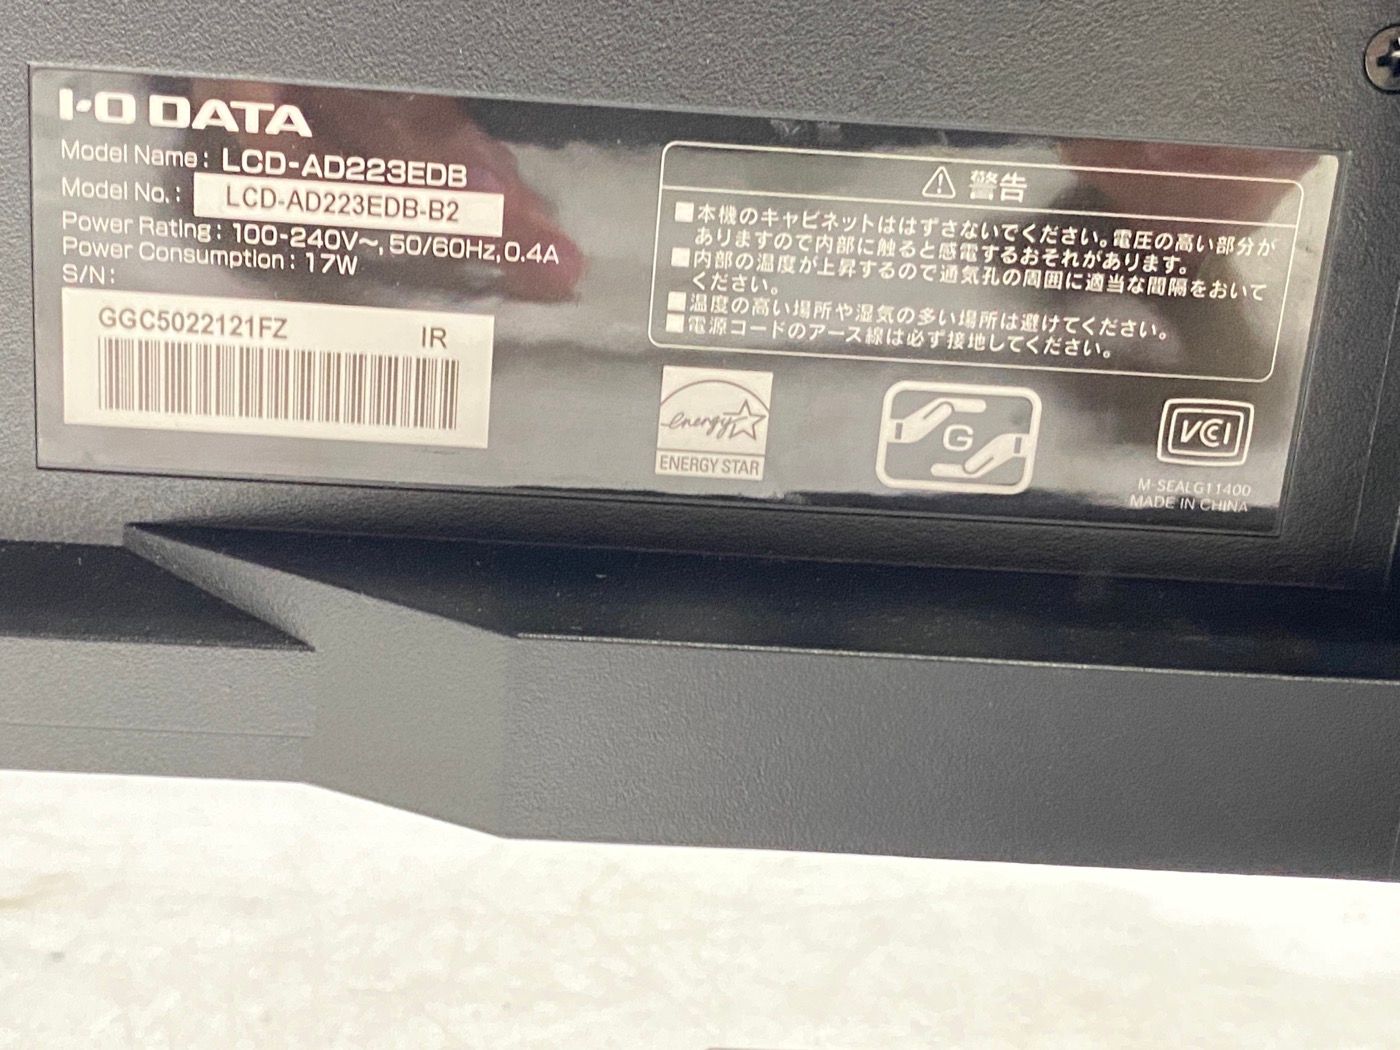 I-O DATA
Model Name: LCD-AD223EDB
Model No.: LCD-AD223EDB-B2
Power Rating: 100-240V~, 50/60Hz, 0.4A
Power Consumption: 17W
S/N:
GGC5022121FZ IR
⚠ 警告
■本機のキャビネットははずさないでください。電圧の高い部分が
ありますので内部に触ると感電するおそれがあります。
■内部の温度が上昇するので通気孔の周囲に適当な間隔をおいて
ください。
■温度の高い場所や湿気の多い場所は避けてください。
■電源コードのアース線は必ず接地してください。
energy
ENERGY STAR
G
VCI
M-SEALG11400
MADE IN CHINA